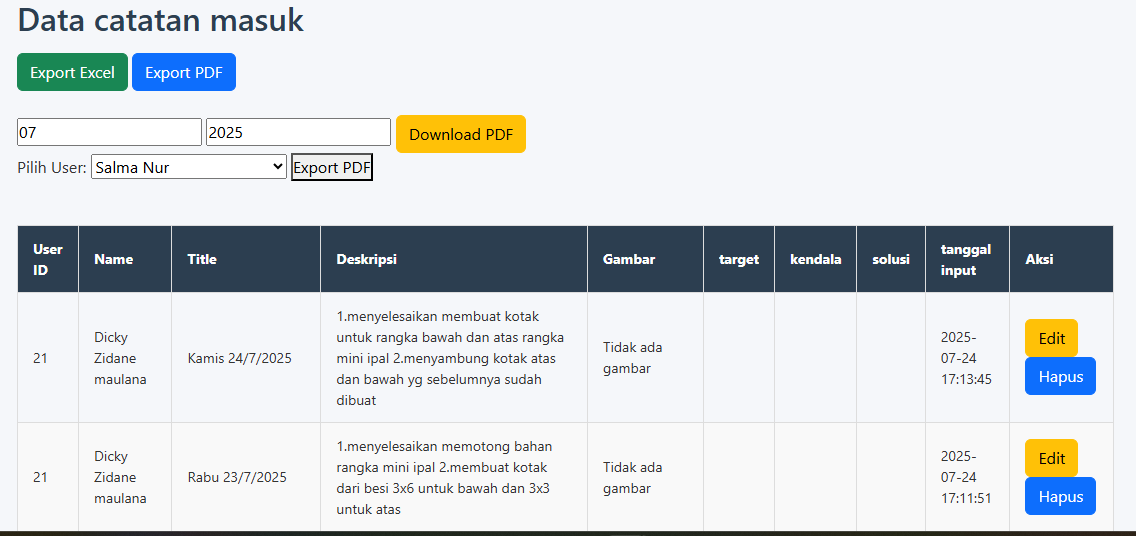 Data catatan masuk
Export Excel Export PDF
07 2025 Download PDF
Pilih User: Salma Nur Export PDF
User ID Name Title Deskripsi Gambar target kendala solusi tanggal input Aksi
21
Dicky
Zidane
maulana
Kamis 24/7/2025
1.menyelesaikan membuat kotak
untuk rangka bawah dan atas rangka
mini ipal 2.menyambung kotak atas
dan bawah yg sebelumnya sudah
dibuat
Tidak ada
gambar
2025-
07-24
17:13:45
Edit
Hapus
21
Dicky
Zidane
maulana
Rabu 23/7/2025
1.menyelesaikan memotong bahan
rangka mini ipal 2.membuat kotak
dari besi 3x6 untuk bawah dan 3x3
untuk atas
Tidak ada
gambar
2025-
07-24
17:11:51
Edit
Hapus